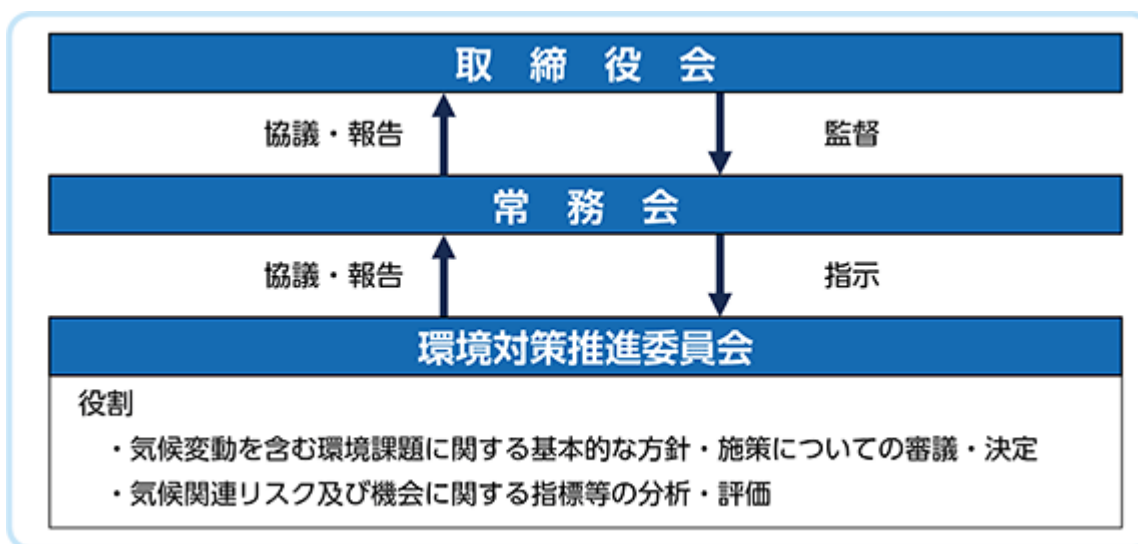 取締役会
協議・報告
監督
常務会
協議・報告
指示
環境対策推進委員会
役割
・気候変動を含む環境課題に関する基本的な方針・施策についての審議・決定
・気候関連リスク及び機会に関する指標等の分析・評価